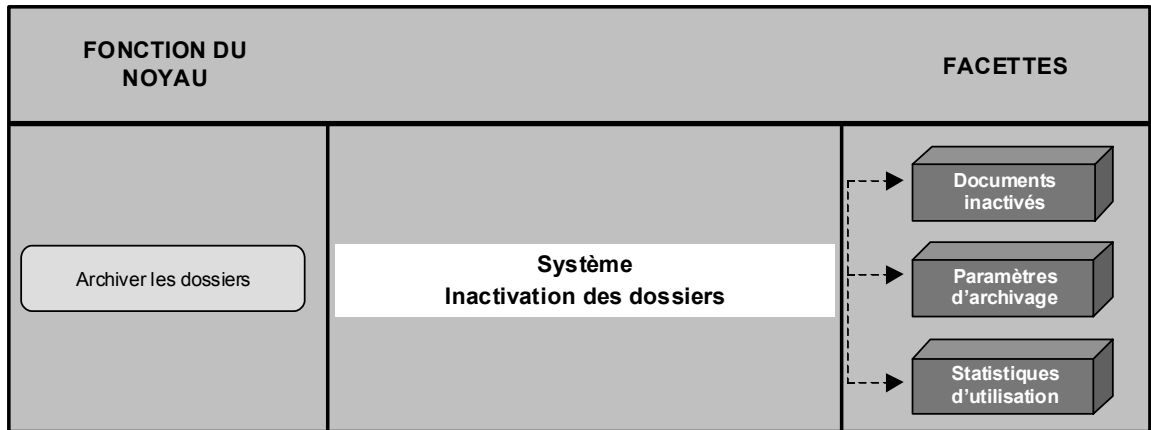 FONCTION DU
NOYAU
FACETTES
Archiver les dossiers
Système
Inactivation des dossiers
Documents
inactivés
Paramètres
d'archivage
Statistiques
d'utilisation